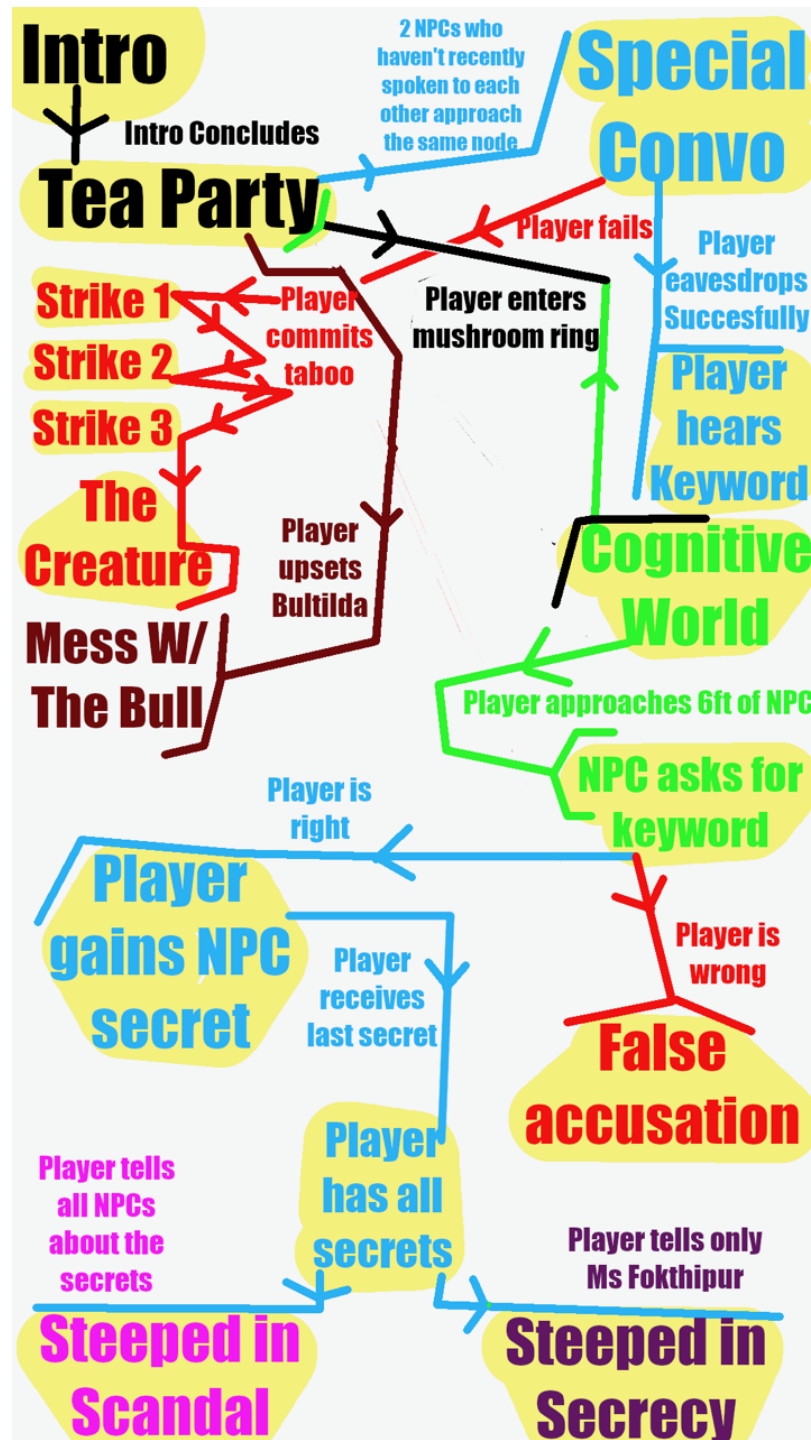 Intro
2 NPCs who
haven't recently
spoken to each
other approach
the same node
Special
Convo
Intro Concludes
Tea Party
Player fails
Player
eavesdrops
Succesfully
Strike 1
Player
commits
taboo
Player enters
mushroom ring
Strike 2
Player
hears
Keyword
Strike 3
The
Creature
Player
upsets
Bultilda
Cognitive
World
Mess W/
The Bull
Player approaches 6ft of NPC
NPC asks for
keyword
Player is
right
Player
gains NPC
secret
Player
receives
last secret
Player is
wrong
False
accusation
Player
has all
secrets
Player tells
all NPCs
about the
secrets
Player tells only
Ms Fokthipur
Steeped in
Scandal
Steeped in
Secrecy